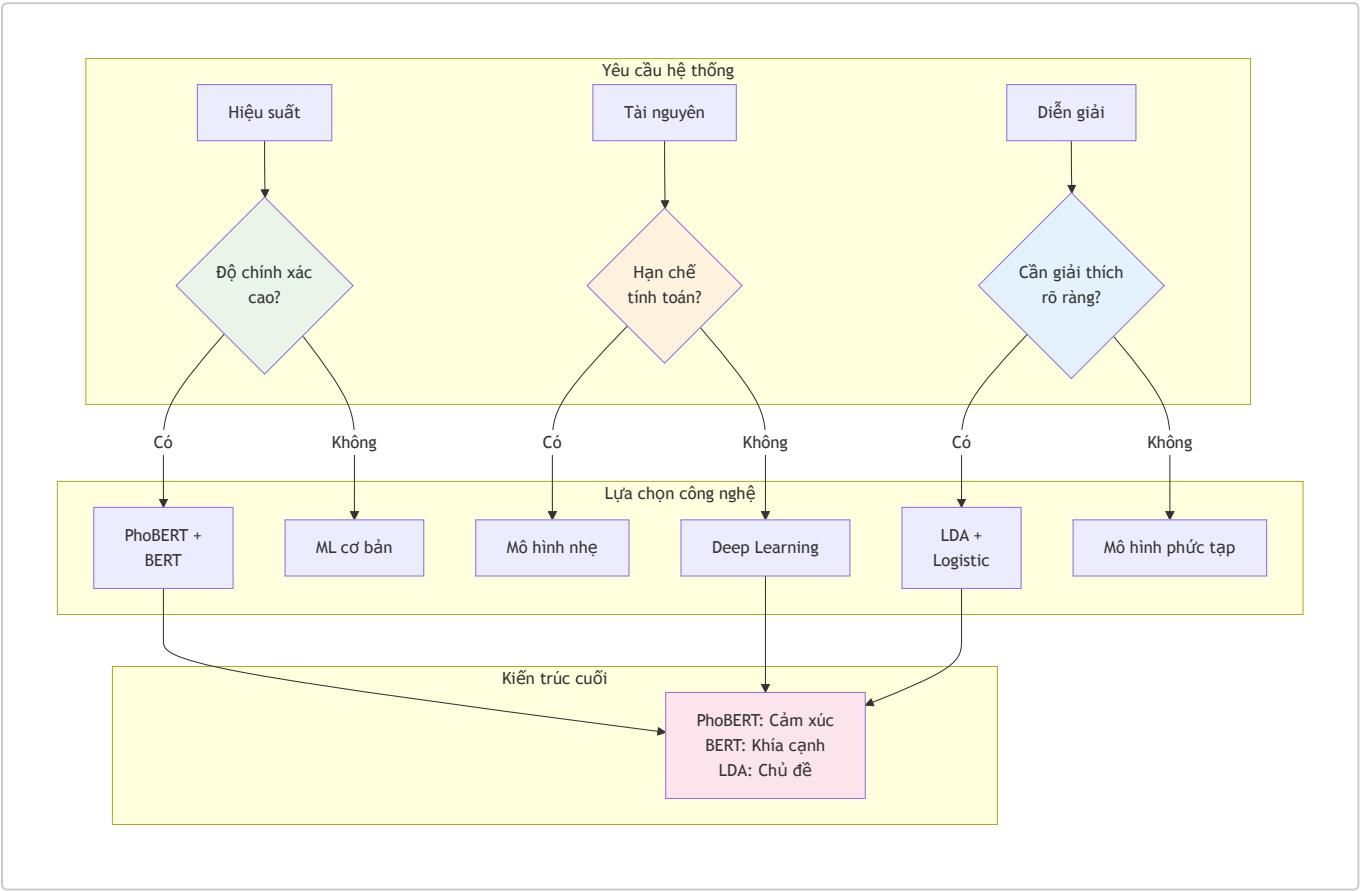 Yêu cầu hệ thống
Hiệu suất
Tài nguyên
Diễn giải
Độ chính xác
cao?
Hạn chế
tính toán?
Cần giải thích
rõ ràng?
Có
Không
Có
Không
Có
Không
Lựa chọn công nghệ
PhoBERT +
BERT
ML cơ bản
Mô hình nhẹ
Deep Learning
LDA +
Logistic
Mô hình phức tạp
Kiến trúc cuối
PhoBERT: Cảm xúc
BERT: Khía cạnh
LDA: Chủ đề